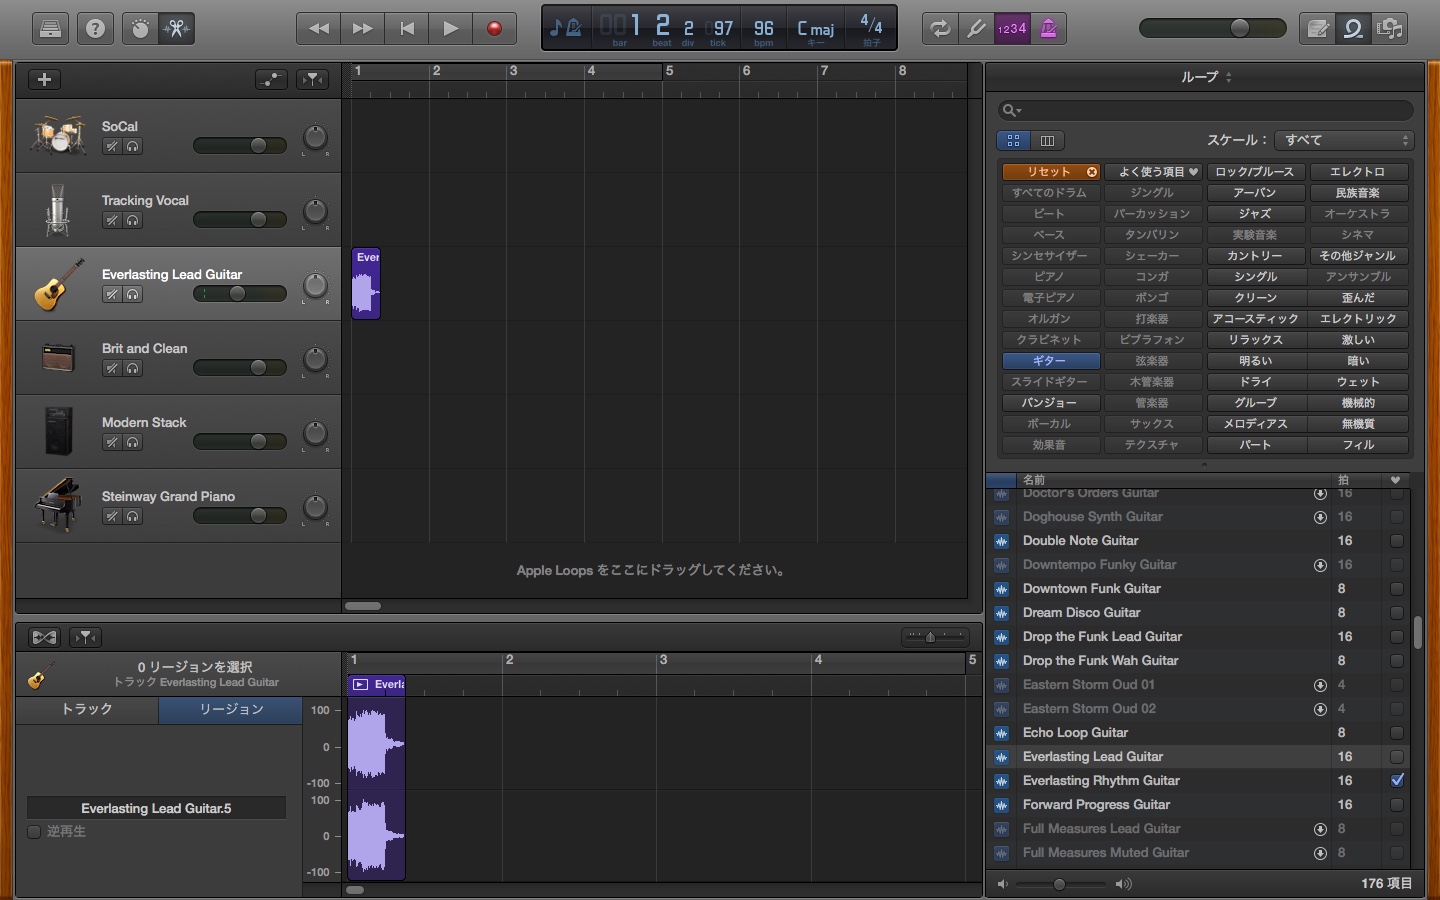 1 2 2 97 96 C maj 4/4
bar beat div tick bpm キー 拍子
1234
1 2 3 4 5 6 7 8
SoCal
L R
Tracking Vocal
L R
Everlasting Lead Guitar
L R
Ever
Brit and Clean
L R
Modern Stack
L R
Steinway Grand Piano
L R
Apple Loops をここにドラッグしてください。
0 リージョンを選択
トラック Everlasting Lead Guitar
トラック リージョン
Everlasting Lead Guitar.5
逆再生
1 2 3 4 5
Everla
100
0
-100
100
0
-100
ループ
スケール： すべて
リセット よく使う項目 ロック/ブルース エレクトロ
すべてのドラム ジングル アーバン 民族音楽
ビート パーカッション ジャズ オーケストラ
ベース タンバリン 実験音楽 シネマ
シンセサイザー シェーカー カントリー その他ジャンル
ピアノ コンガ シングル アンサンブル
電子ピアノ ボンゴ クリーン 歪んだ
オルガン 打楽器 アコースティック エレクトリック
クラビネット ビブラフォン リラックス 激しい
ギター 弦楽器 明るい 暗い
スライドギター 木管楽器 ドライ ウェット
バンジョー 管楽器 グループ 機械的
ボーカル サックス メロディアス 無機質
効果音 テクスチャ パート フィル
名前 拍
Doctor's Orders Guitar 16
Doghouse Synth Guitar 16
Double Note Guitar 16
Downtempo Funky Guitar 16
Downtown Funk Guitar 8
Dream Disco Guitar 8
Drop the Funk Lead Guitar 16
Drop the Funk Wah Guitar 8
Eastern Storm Oud 01 4
Eastern Storm Oud 02 4
Echo Loop Guitar 8
Everlasting Lead Guitar 16
Everlasting Rhythm Guitar 16
Forward Progress Guitar 16
Full Measures Lead Guitar 8
Full Measures Muted Guitar 8
176 項目